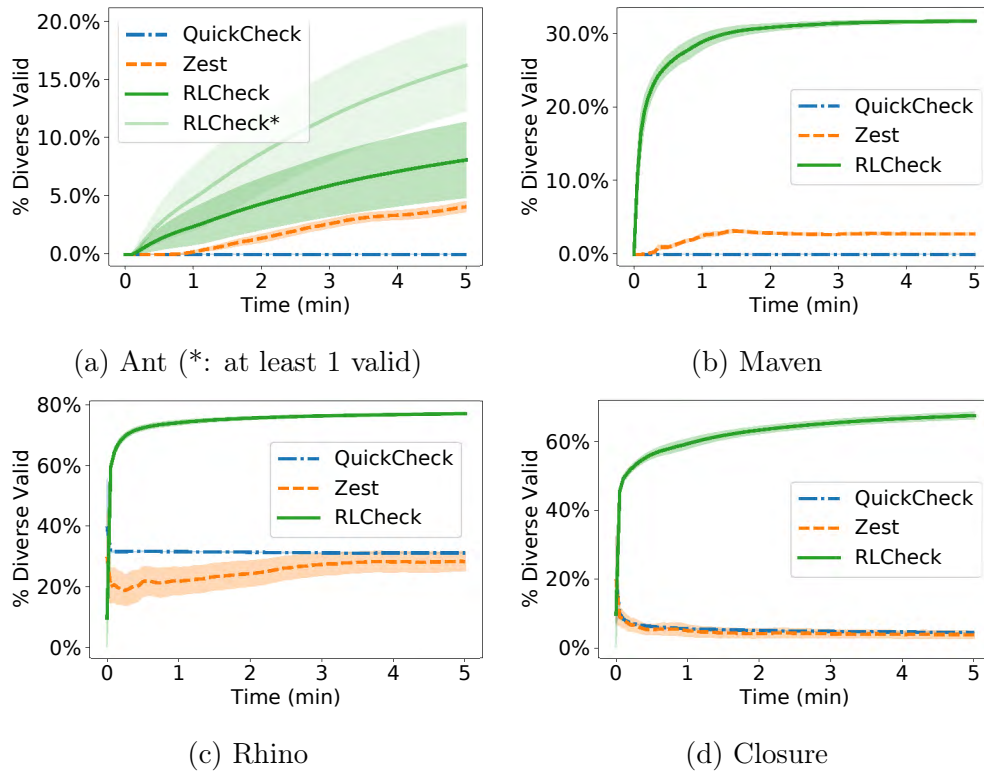 20.0%
15.0%
10.0%
5.0%
0.0%
% Diverse Valid
QuickCheck
Zest
RLCheck
RLCheck*
0 1 2 3 4 5
Time (min)
(a) Ant (*: at least 1 valid)
30.0%
20.0%
10.0%
0.0%
% Diverse Valid
QuickCheck
Zest
RLCheck
0 1 2 3 4 5
Time (min)
(b) Maven
80%
60%
40%
20%
0%
% Diverse Valid
QuickCheck
Zest
RLCheck
0 1 2 3 4 5
Time (min)
(c) Rhino
60%
40%
20%
0%
% Diverse Valid
QuickCheck
Zest
RLCheck
0 1 2 3 4 5
Time (min)
(d) Closure